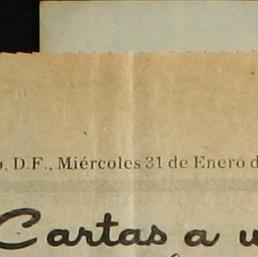 D.F., Miércoles 31 de Enero d
Cartas a